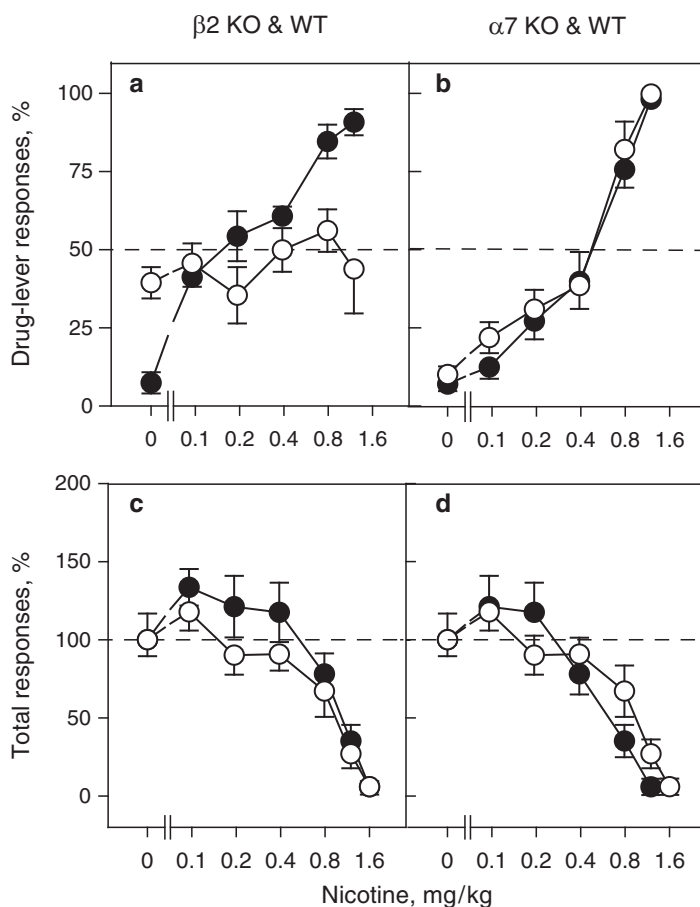 β2 KO & WT
α7 KO & WT
a
b
Drug-lever responses, %
100
75
50
25
0
0 0.1 0.2 0.4 0.8 1.6
0 0.1 0.2 0.4 0.8 1.6
c
d
Total responses, %
200
150
100
50
0
0 0.1 0.2 0.4 0.8 1.6
0 0.1 0.2 0.4 0.8 1.6
Nicotine, mg/kg